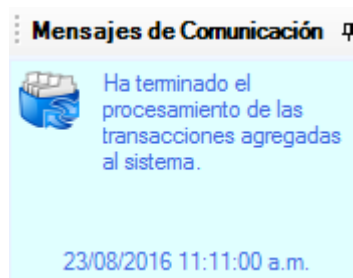 Mensajes de Comunicación
Ha terminado el
procesamiento de las
transacciones agregadas
al sistema.
23/08/2016 11:11:00 a.m.